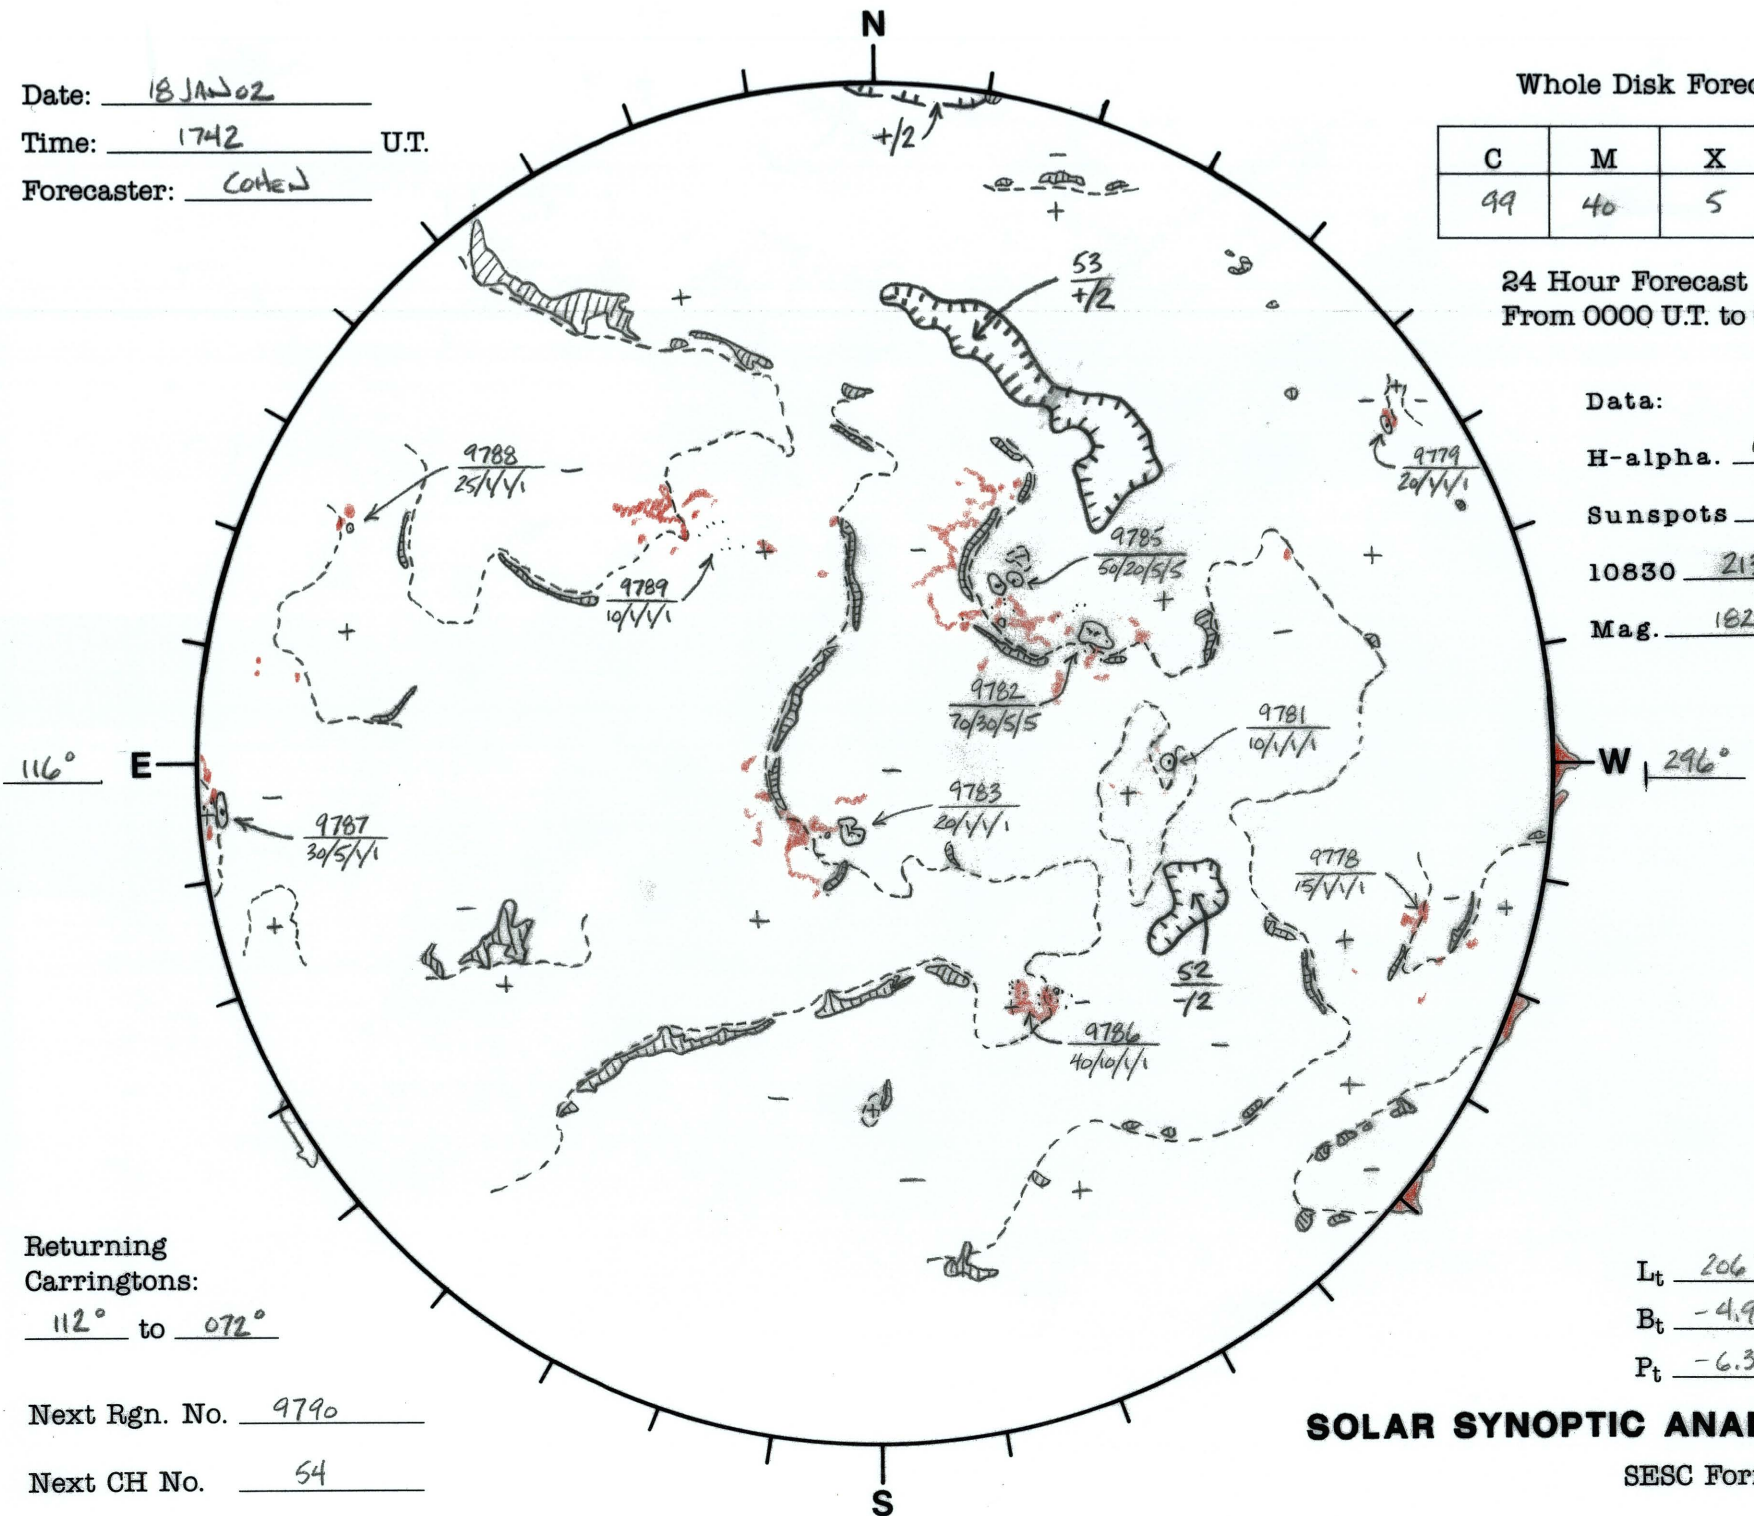 N
Date: 18 JAN 02
Time: 1742 U.T.
Forecaster: COHEN
Whole Disk Forec
C M X
99 40 5
24 Hour Forecast
From 0000 U.T. to
Data:
H-alpha.
Sunspots
10830 213
Mag. 182
+/2
-
+
53
+/2
+
- + -
9779
20/1/1/1
9788
25/1/1/1
-
9789
10/1/1/1
+
-
9785
50/20/5/5
+
+
-
+
9782
70/30/5/5
9781
10/1/1/1
116° E
W 296°
-
+
9787
30/5/1/1
-
9783
20/1/1/1
+
9778
15/1/1/1
-
+
+
-
+
+
+
52
-/2
+
-
9786
40/10/1/1
-
-
+
+
-
-
+
Returning
Carringtons:
112° to 072°
Next Rgn. No. 9790
Next CH No. 54
Lt 206
Bt -4.9
Pt -6.3
SOLAR SYNOPTIC ANAL
SESC For
S